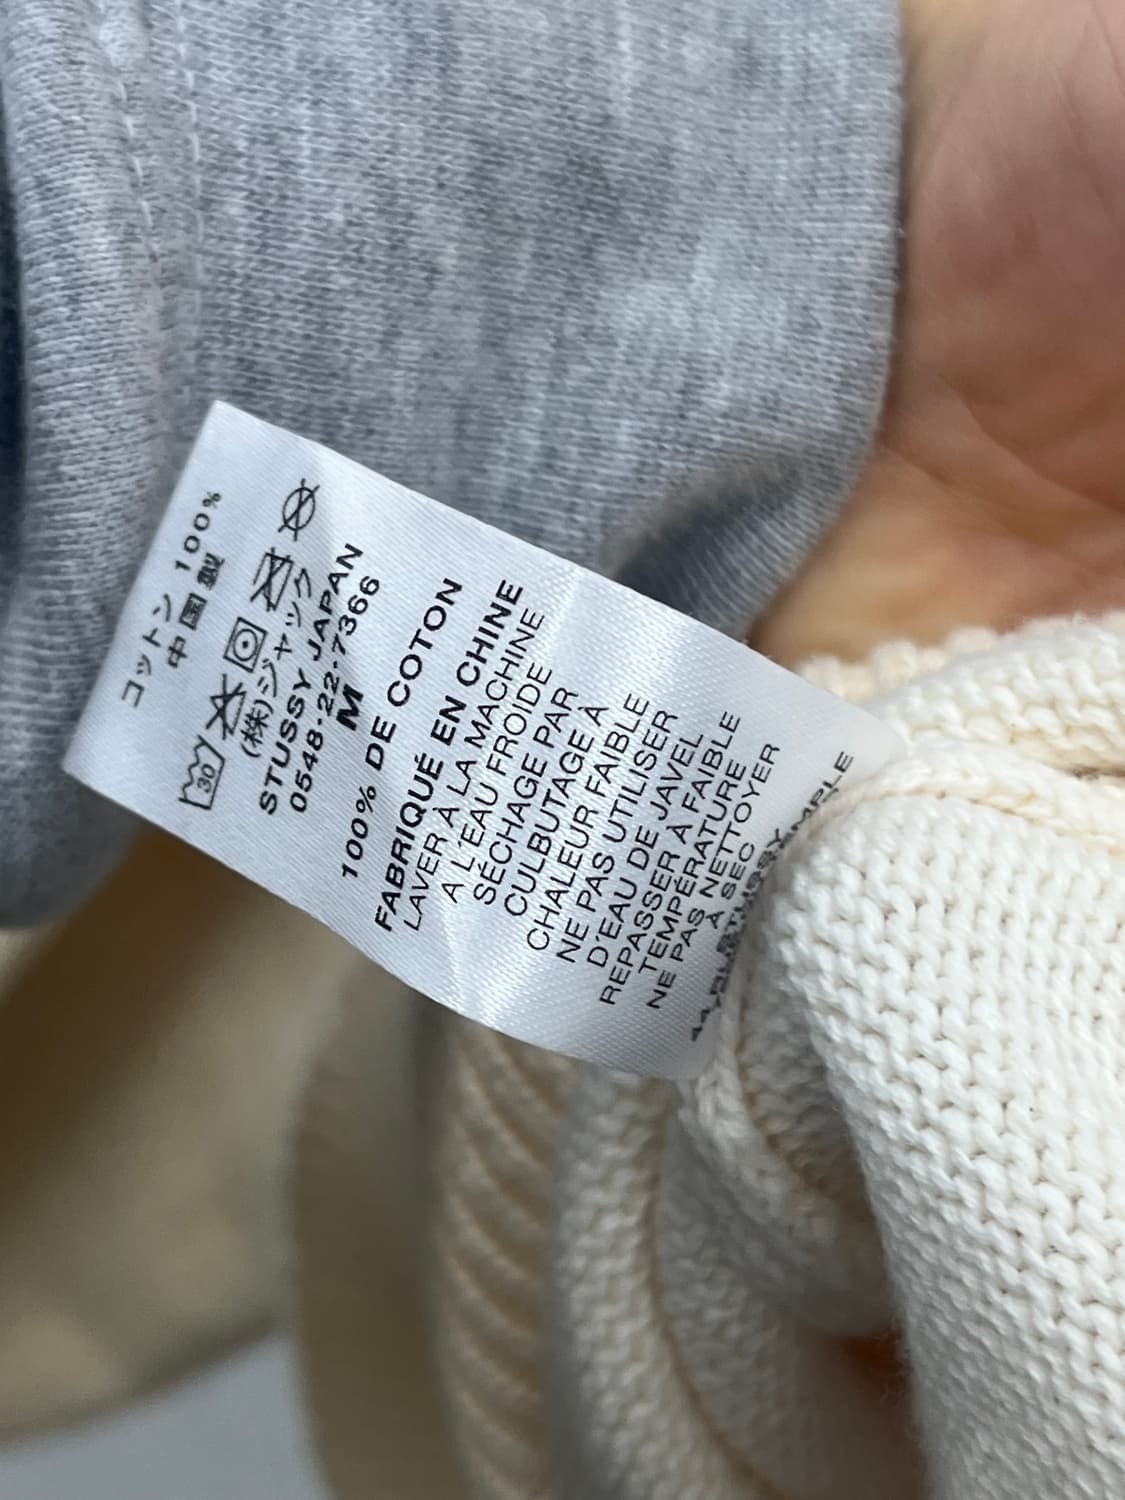 コットン 100%
中国製
30
(株)ジャック
STUSSY JAPAN
0548-22-7366
M
100% DE COTON
FABRIQUÉ EN CHINE
LAVER À LA MACHINE
A L'EAU FROIDE
SÉCHAGE PAR
CULBUTAGE À
CHALEUR FAIBLE
NE PAS UTILISER
D'EAU DE JAVEL
REPASSER À FAIBLE
TEMPÉRATURE
NE PAS NETTOYER
À SEC